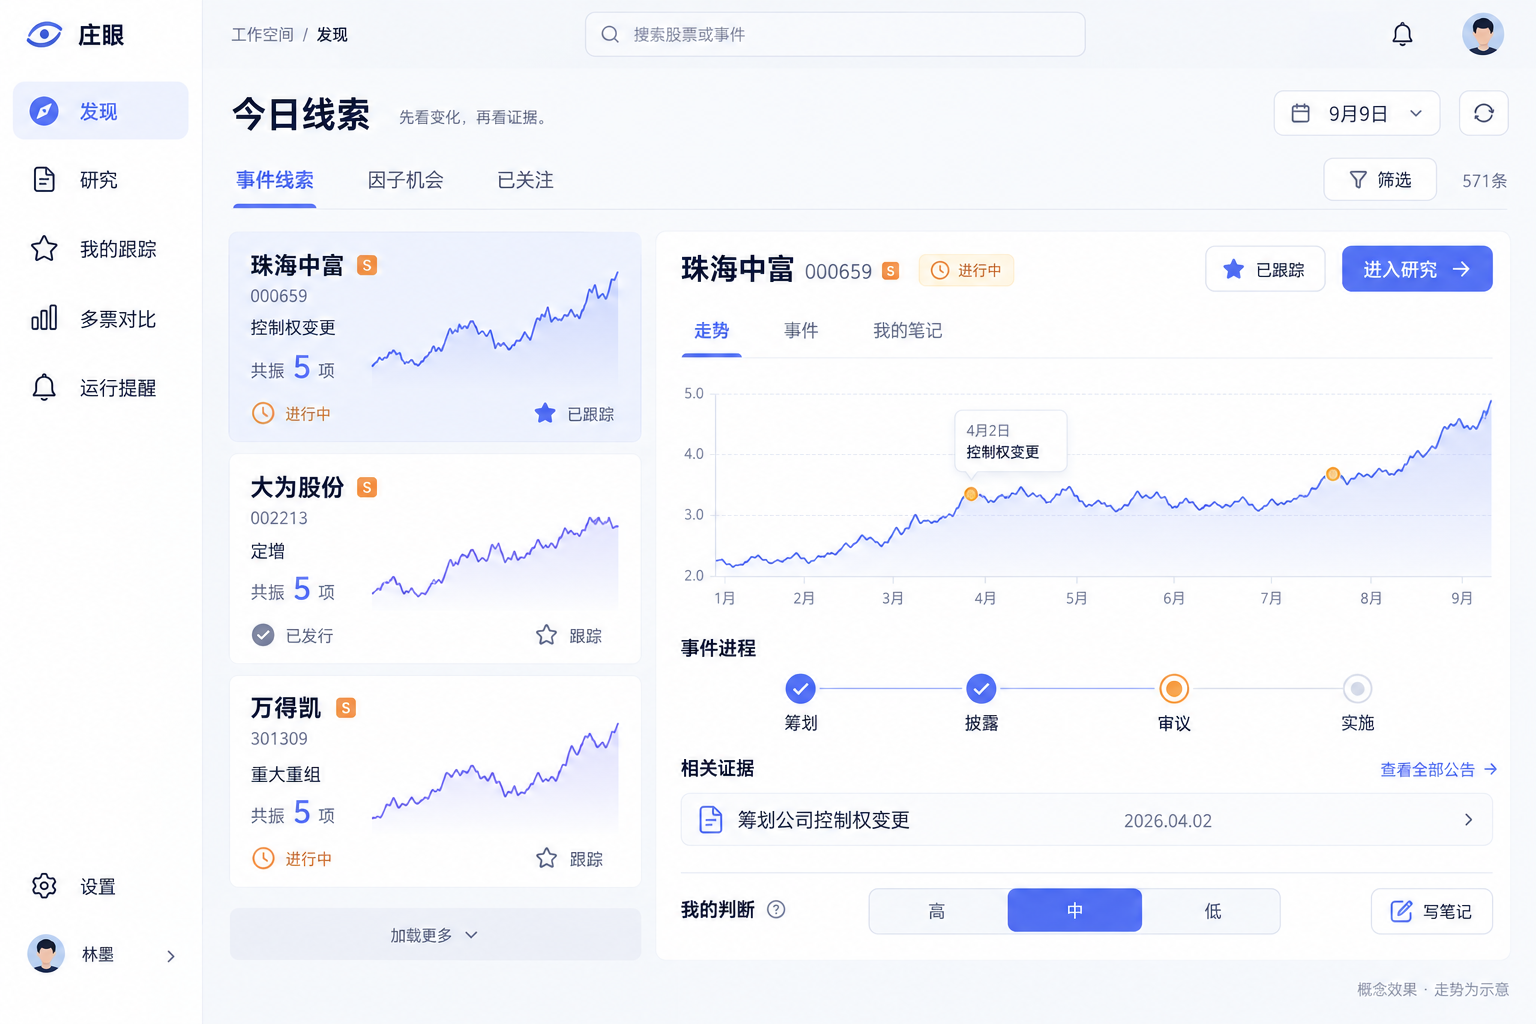 庄眼
工作空间 / 发现
搜索股票或事件
发现
研究
我的跟踪
多票对比
运行提醒
设置
林墨
今日线索 先看变化，再看证据。
9月9日
事件线索 因子机会 已关注
筛选 571条
珠海中富 S
000659
控制权变更
共振 5 项
进行中 已跟踪
大为股份 S
002213
定增
共振 5 项
已发行 跟踪
万得凯 S
301309
重大重组
共振 5 项
进行中 跟踪
加载更多
珠海中富 000659 S 进行中 已跟踪 进入研究
走势 事件 我的笔记
5.0
4.0
3.0
2.0
4月2日
控制权变更
1月 2月 3月 4月 5月 6月 7月 8月 9月
事件进程
筹划 披露 审议 实施
相关证据 查看全部公告
筹划公司控制权变更 2026.04.02
我的判断 ? 高 中 低 写笔记
概念效果 · 走势为示意